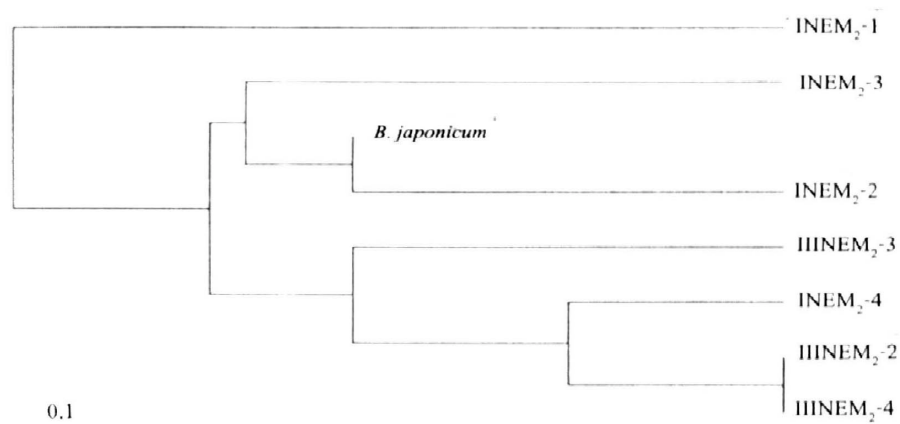 INEM₂-1
INEM₂-3
B. japonicum
INEM₂-2
IIINEM₂-3
INEM₂-4
IIINEM₂-2
0.1
IIINEM₂-4